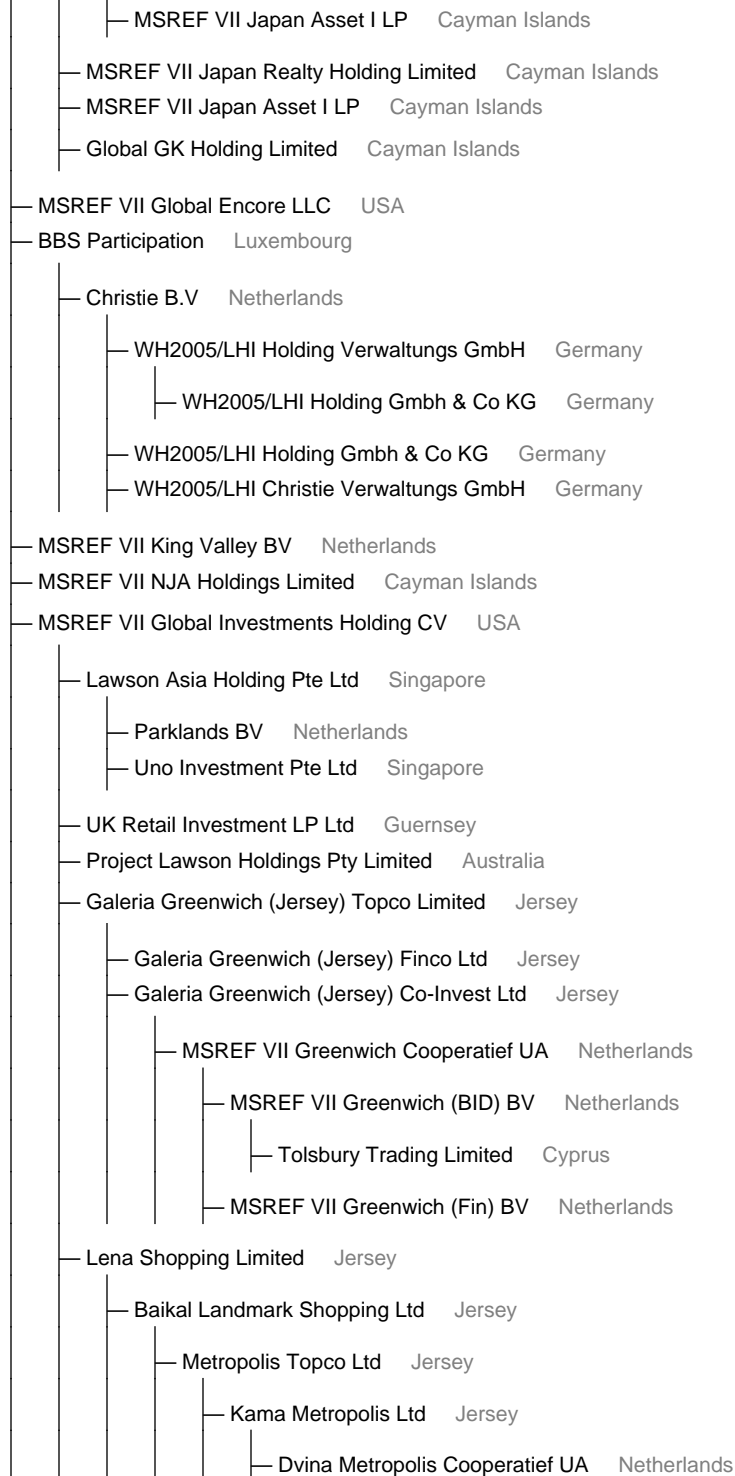 MSREF VII Japan Asset I LP Cayman Islands
MSREF VII Japan Realty Holding Limited Cayman Islands
MSREF VII Japan Asset I LP Cayman Islands
Global GK Holding Limited Cayman Islands
MSREF VII Global Encore LLC USA
BBS Participation Luxembourg
Christie B.V Netherlands
WH2005/LHI Holding Verwaltungs GmbH Germany
WH2005/LHI Holding Gmbh & Co KG Germany
WH2005/LHI Holding Gmbh & Co KG Germany
WH2005/LHI Christie Verwaltungs GmbH Germany
MSREF VII King Valley BV Netherlands
MSREF VII NJA Holdings Limited Cayman Islands
MSREF VII Global Investments Holding CV USA
Lawson Asia Holding Pte Ltd Singapore
Parklands BV Netherlands
Uno Investment Pte Ltd Singapore
UK Retail Investment LP Ltd Guernsey
Project Lawson Holdings Pty Limited Australia
Galeria Greenwich (Jersey) Topco Limited Jersey
Galeria Greenwich (Jersey) Finco Ltd Jersey
Galeria Greenwich (Jersey) Co-Invest Ltd Jersey
MSREF VII Greenwich Cooperatief UA Netherlands
MSREF VII Greenwich (BID) BV Netherlands
Tolsbury Trading Limited Cyprus
MSREF VII Greenwich (Fin) BV Netherlands
Lena Shopping Limited Jersey
Baikal Landmark Shopping Ltd Jersey
Metropolis Topco Ltd Jersey
Kama Metropolis Ltd Jersey
Dvina Metropolis Cooperatief UA Netherlands